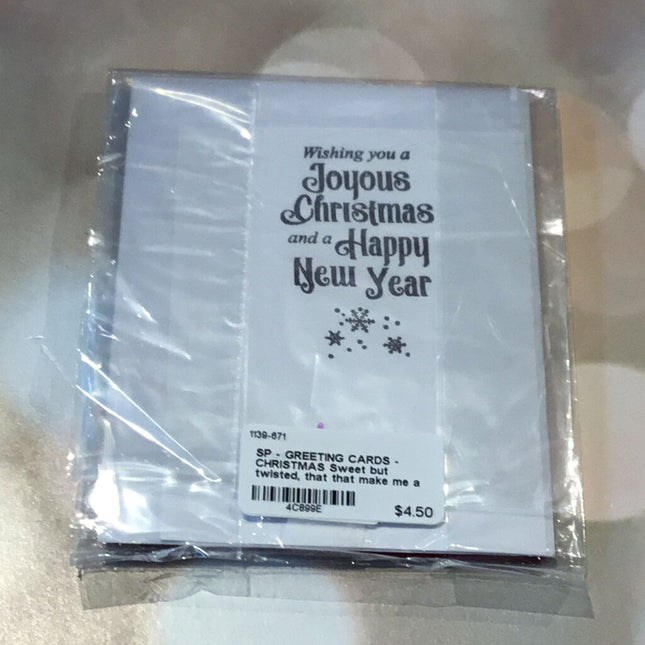 Wishing you a
Joyous
Christmas
and a Happy
New Year
1139-671
SP - GREETING CARDS -
CHRISTMAS Sweet but
twisted, that that make me a
4C899E
$4.50